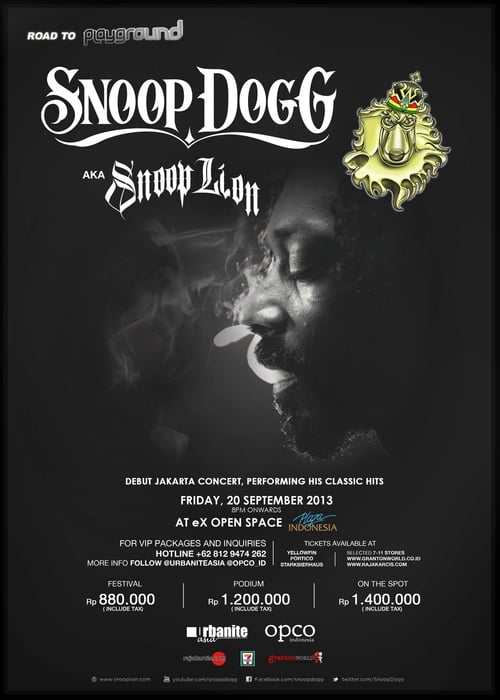 ROAD TO playground
SNOOP DOGG
AKA Snoop Lion
DEBUT JAKARTA CONCERT, PERFORMING HIS CLASSIC HITS
FRIDAY, 20 SEPTEMBER 2013
8PM ONWARDS
AT eX OPEN SPACE Plaza INDONESIA
FOR VIP PACKAGES AND INQUIRIES
HOTLINE +62 812 9474 262
MORE INFO FOLLOW @URBANITEASIA @OPCO_ID
TICKETS AVAILABLE AT
YELLOWFIN
PORTICO
STARKBIERHAUS
SELECTED 7-11 STORES
WWW.GRANTONWORLD.CO.ID
WWW.RAJAKARCIS.COM
FESTIVAL
Rp 880.000
( INCLUDE TAX)
PODIUM
Rp 1.200.000
( INCLUDE TAX)
ON THE SPOT
Rp 1.400.000
( INCLUDE TAX)
urbanite asia
opco indonesia
rajakarcis.com
grantonworld
www.snooplion.com
youtube.com/snoopdogg
Facebook.com/snoopdogg
twitter.com/SnoopDogg